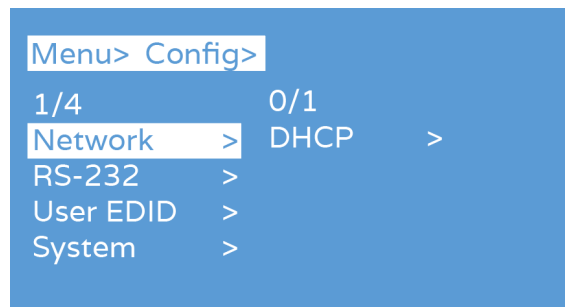 Menu> Config>
1/4 0/1
Network > DHCP >
RS-232 >
User EDID >
System >